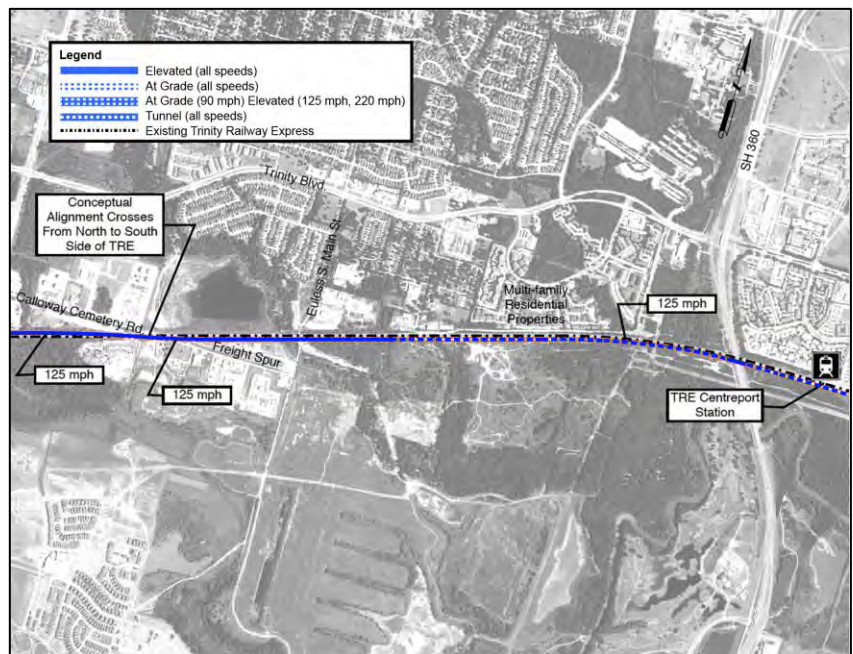 Legend
Elevated (all speeds)
At Grade (all speeds)
At Grade (90 mph) Elevated (125 mph, 220 mph)
Tunnel (all speeds)
Existing Trinity Railway Express
SH 360
Trinity Blvd
Conceptual
Alignment Crosses
From North to South
Side of TRE
Euless S. Main St.
Multi-family
Residential
Properties
125 mph
Calloway Cemetery Rd
Freight Spur
125 mph
125 mph
TRE Centreport
Station